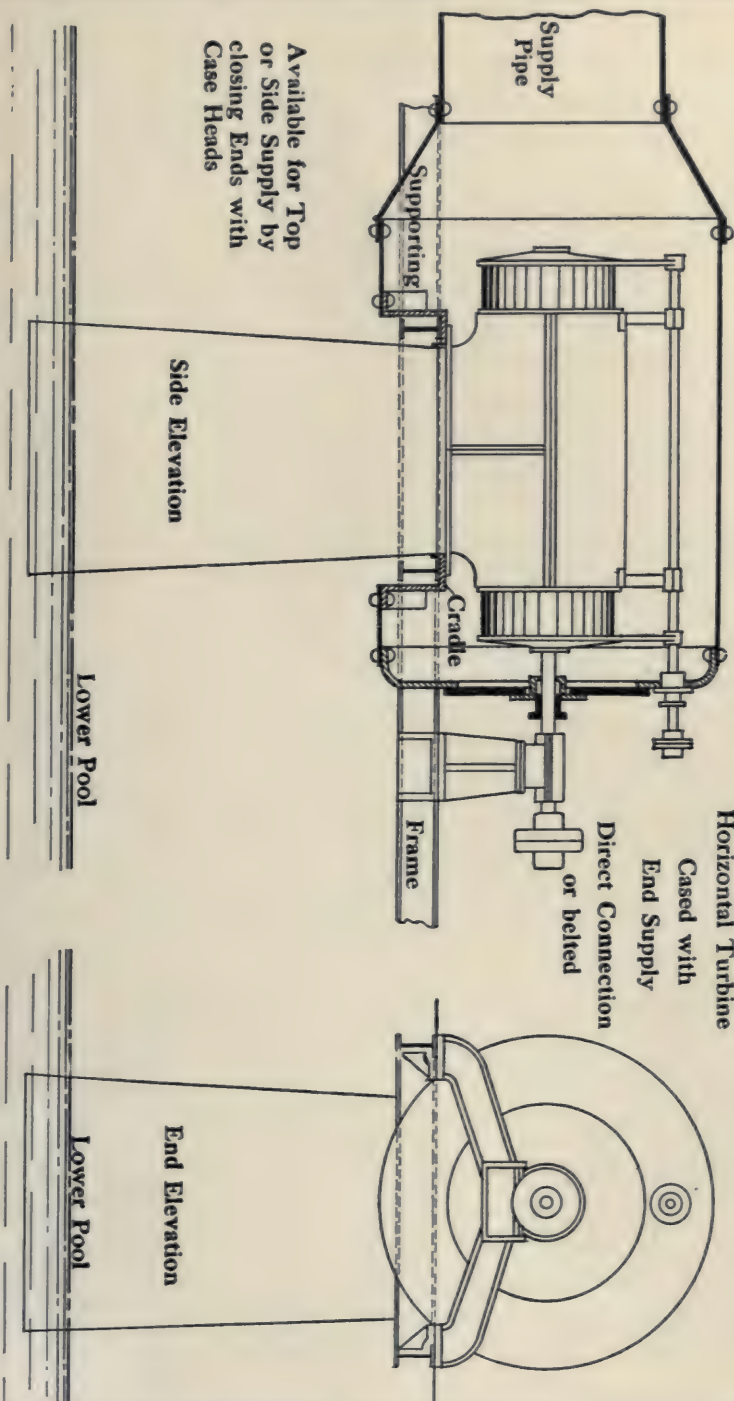 Horizontal Turbine
Cased with
End Supply
Direct Connection
or belted
Supply
Pipe
Supporting
Cradle
Frame
Available for Top
or Side Supply by
closing Ends with
Case Heads
Side Elevation
Lower Pool
End Elevation
Lower Pool